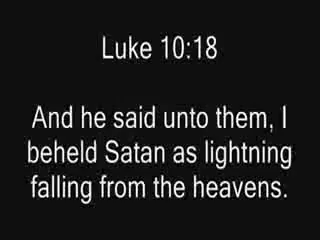 Luke 10:18
And he said unto them, I
beheld Satan as lightning
falling from the heavens.